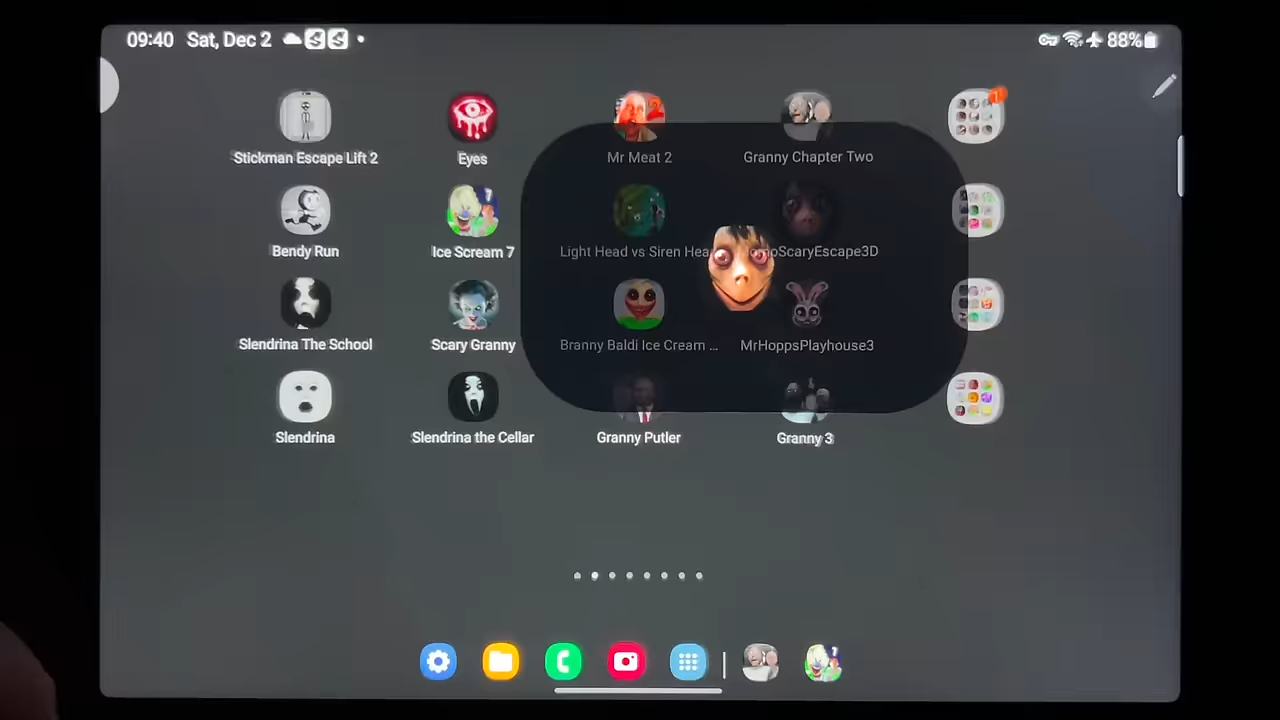 09:40 Sat, Dec 2 88%
Stickman Escape Lift 2 Eyes Mr Meat 2 Granny Chapter Two
Bendy Run Ice Scream 7 Light Head vs Siren Hea omoScaryEscape3D
Slendrina The School Scary Granny Branny Baldi Ice Cream ... MrHoppsPlayhouse3
Slendrina Slendrina the Cellar Granny Putler Granny 3